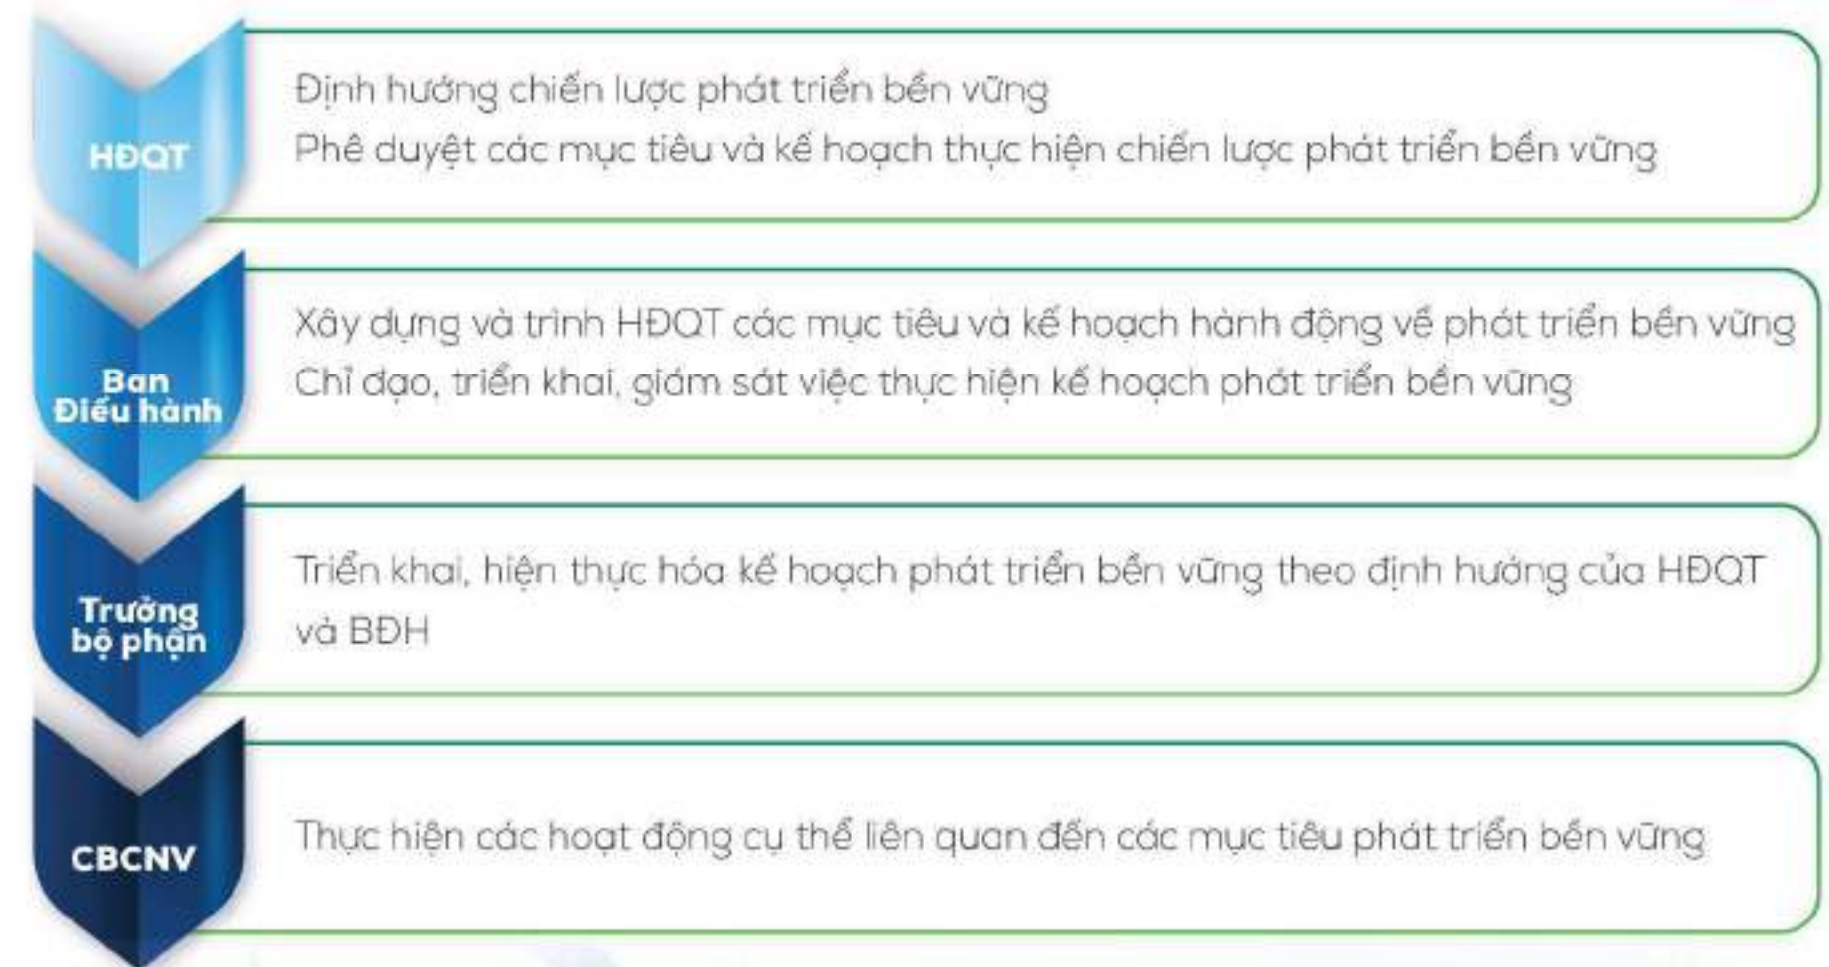 HĐQT
Định hướng chiến lược phát triển bền vững
Phê duyệt các mục tiêu và kế hoạch thực hiện chiến lược phát triển bền vững
Ban
Điều hành
Xây dựng và trình HĐQT các mục tiêu và kế hoạch hành động về phát triển bền vững
Chỉ đạo, triển khai, giám sát việc thực hiện kế hoạch phát triển bền vững
Trưởng
bộ phận
Triển khai, hiện thực hóa kế hoạch phát triển bền vững theo định hướng của HĐQT
và BĐH
CBCNV
Thực hiện các hoạt động cụ thể liên quan đến các mục tiêu phát triển bền vững